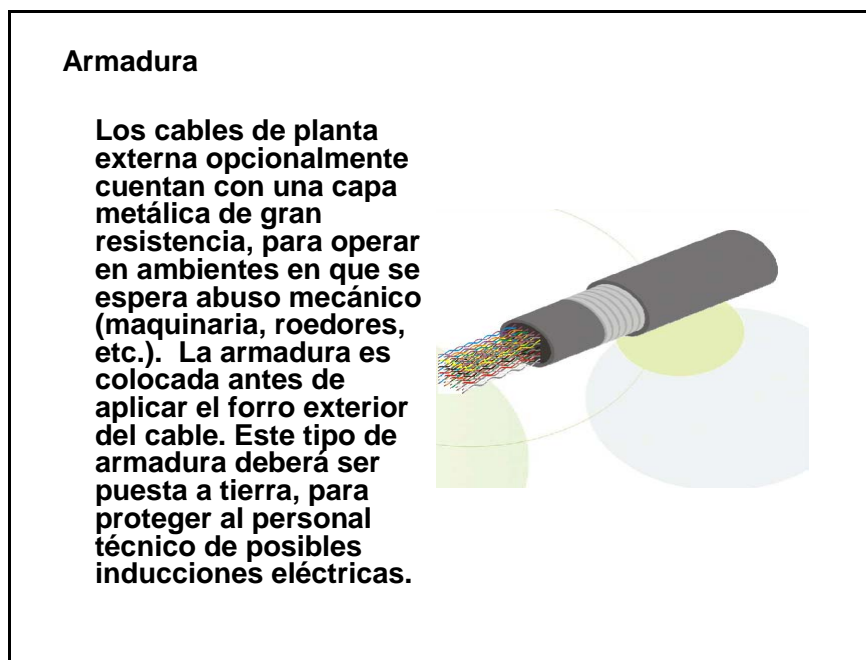 Armadura
Los cables de planta
externa opcionalmente
cuentan con una capa
metálica de gran
resistencia, para operar
en ambientes en que se
espera abuso mecánico
(maquinaria, roedores,
etc.).  La armadura es
colocada antes de
aplicar el forro exterior
del cable. Este tipo de
armadura deberá ser
puesta a tierra, para
proteger al personal
técnico de posibles
inducciones eléctricas.